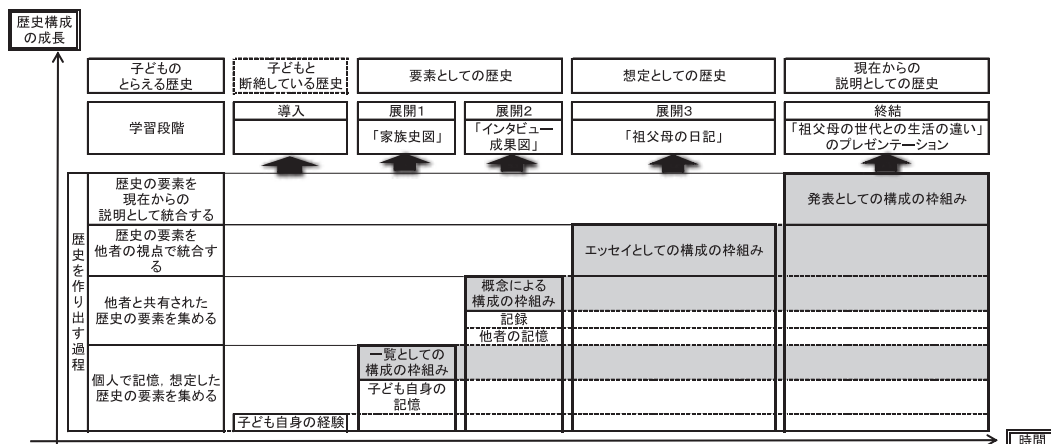 歴史構成
の成長
子どもの
とらえる歴史
子どもと
断絶している歴史
要素としての歴史
想定としての歴史
現在からの
説明としての歴史
学習段階
導入
展開1
「家族史図」
展開2
「インタビュー
成果図」
展開3
「祖父母の日記」
終結
「祖父母の世代との生活の違い」
のプレゼンテーション
歴史を作り出す過程
歴史の要素を
現在からの
説明として統合する
発表としての構成の枠組み
歴史の要素を
他者の視点で統合す
る
エッセイとしての構成の枠組み
他者と共有された
歴史の要素を集める
概念による
構成の枠組み
記録
他者の記憶
個人で記憶，想定した
歴史の要素を集める
一覧としての
構成の枠組み
子ども自身の
記憶
子ども自身の経験
時間